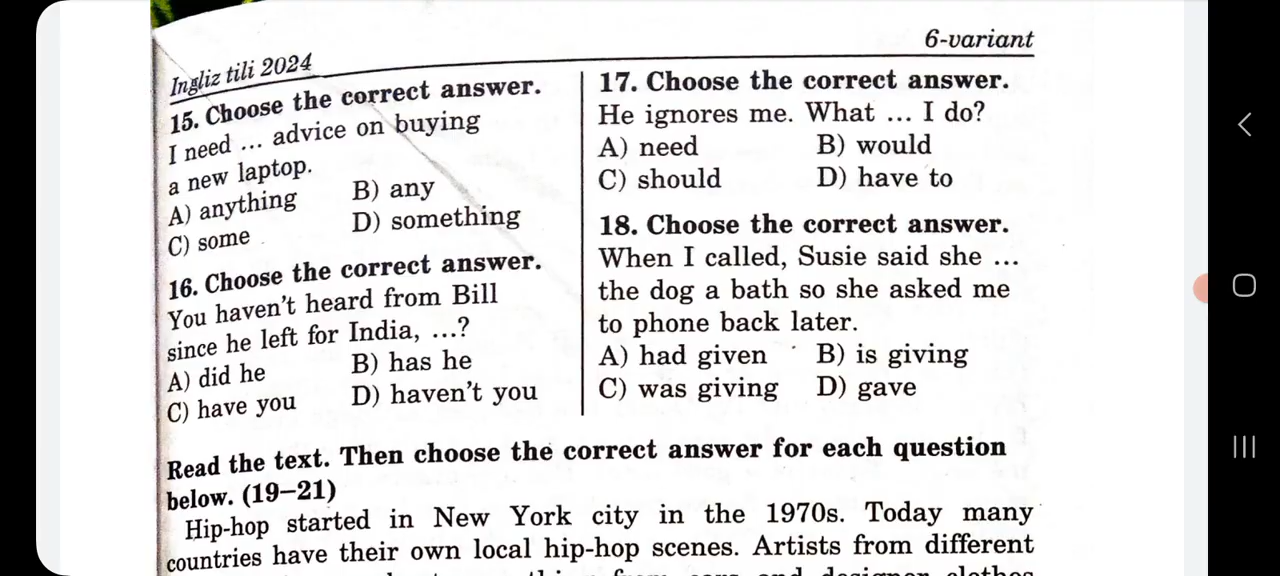 Ingliz tili 2024
6-variant
15. Choose the correct answer.
I need ... advice on buying
a new laptop.
A) anything B) any
C) some D) something
16. Choose the correct answer.
You haven't heard from Bill
since he left for India, ...?
A) did he B) has he
C) have you D) haven't you
17. Choose the correct answer.
He ignores me. What ... I do?
A) need B) would
C) should D) have to
18. Choose the correct answer.
When I called, Susie said she ...
the dog a bath so she asked me
to phone back later.
A) had given B) is giving
C) was giving D) gave
Read the text. Then choose the correct answer for each question
below. (19–21)
Hip-hop started in New York city in the 1970s. Today many
countries have their own local hip-hop scenes. Artists from different